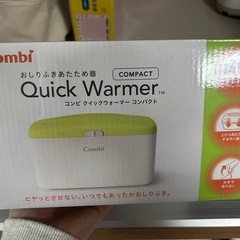 Combi
おしりふきあたため器
COMPACT
Quick Warmer™
コンビ クイックウォーマー コンパクト
Combi
ヒヤッとさせない。いつでもあったかおしりふき。